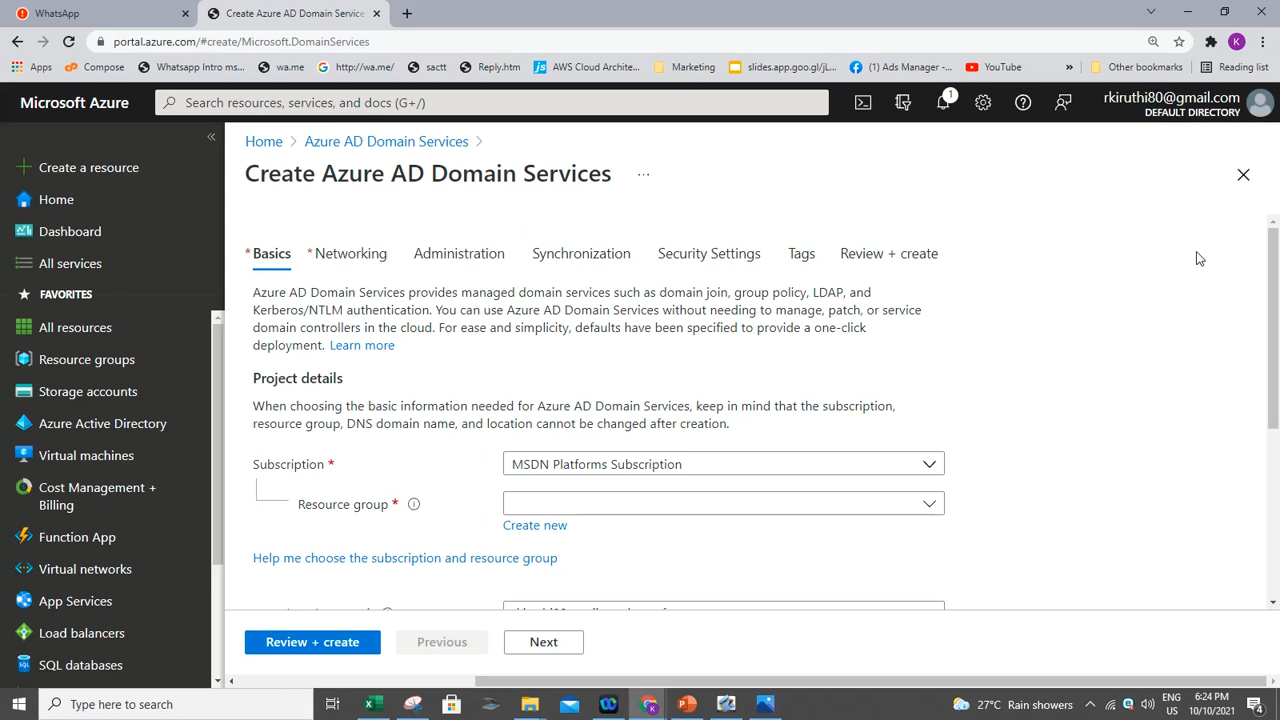 WhatsApp
Create Azure AD Domain Services
portal.azure.com/#create/Microsoft.DomainServices
K
Apps
Compose
Whatsapp Intro ms...
wa.me
http://wa.me/
sactt
Reply.htm
AWS Cloud Archite...
Marketing
slides.app.goo.gl/jL...
(1) Ads Manager -...
YouTube
»
Other bookmarks
Reading list
Microsoft Azure
Search resources, services, and docs (G+/)
1
rkiruthi80@gmail.com
DEFAULT DIRECTORY
«
Create a resource
Home
Dashboard
All services
FAVORITES
All resources
Resource groups
Storage accounts
Azure Active Directory
Virtual machines
Cost Management +
Billing
Function App
Virtual networks
App Services
Load balancers
SQL databases
Home > Azure AD Domain Services >
Create Azure AD Domain Services ...
* Basics * Networking Administration Synchronization Security Settings Tags Review + create
Azure AD Domain Services provides managed domain services such as domain join, group policy, LDAP, and
Kerberos/NTLM authentication. You can use Azure AD Domain Services without needing to manage, patch, or service
domain controllers in the cloud. For ease and simplicity, defaults have been specified to provide a one-click
deployment. Learn more
Project details
When choosing the basic information needed for Azure AD Domain Services, keep in mind that the subscription,
resource group, DNS domain name, and location cannot be changed after creation.
Subscription * MSDN Platforms Subscription
Resource group *
Create new
Help me choose the subscription and resource group
Review + create Previous Next
Type here to search
27°C Rain showers
ENG
US
6:24 PM
10/10/2021
4